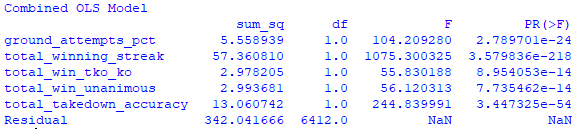 Combined OLS Model
sum_sq df F PR(>F)
ground_attempts_pct 5.558939 1.0 104.209280 2.789701e-24
total_winning_streak 57.360810 1.0 1075.300325 3.579836e-218
total_win_tko_ko 2.978205 1.0 55.830188 8.954053e-14
total_win_unanimous 2.993681 1.0 56.120313 7.735462e-14
total_takedown_accuracy 13.060742 1.0 244.839991 3.447325e-54
Residual 342.041666 6412.0 NaN NaN